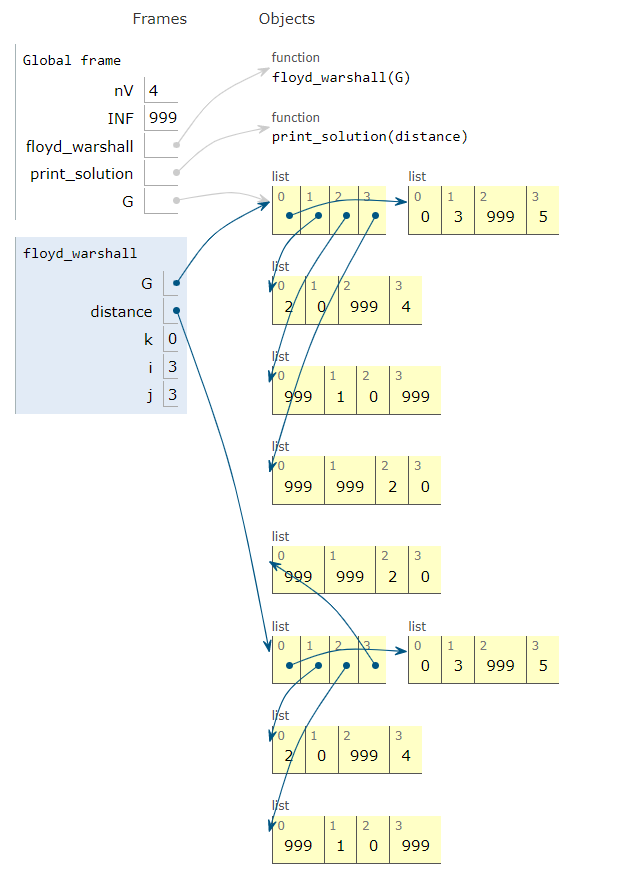 Frames Objects
Global frame
nV 4
INF 999
floyd_warshall
print_solution
G
function
floyd_warshall(G)
function
print_solution(distance)
list
0 1 2 3
list
0 1 2 3
0 3 999 5
floyd_warshall
G
distance
k 0
i 3
j 3
list
0 1 2 3
2 0 999 4
list
0 1 2 3
999 1 0 999
list
0 1 2 3
999 999 2 0
list
0 1 2 3
999 999 2 0
list
0 1 2 3
list
0 1 2 3
0 3 999 5
list
0 1 2 3
2 0 999 4
list
0 1 2 3
999 1 0 999